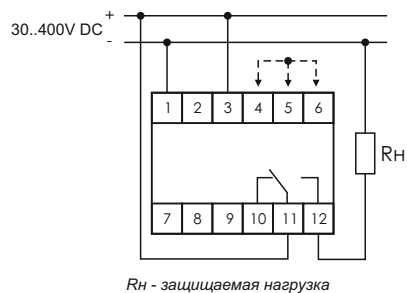 +
30..400V DC
-
1 2 3 4 5 6
Rн
7 8 9 10 11 12
Rн - защищаемая нагрузка